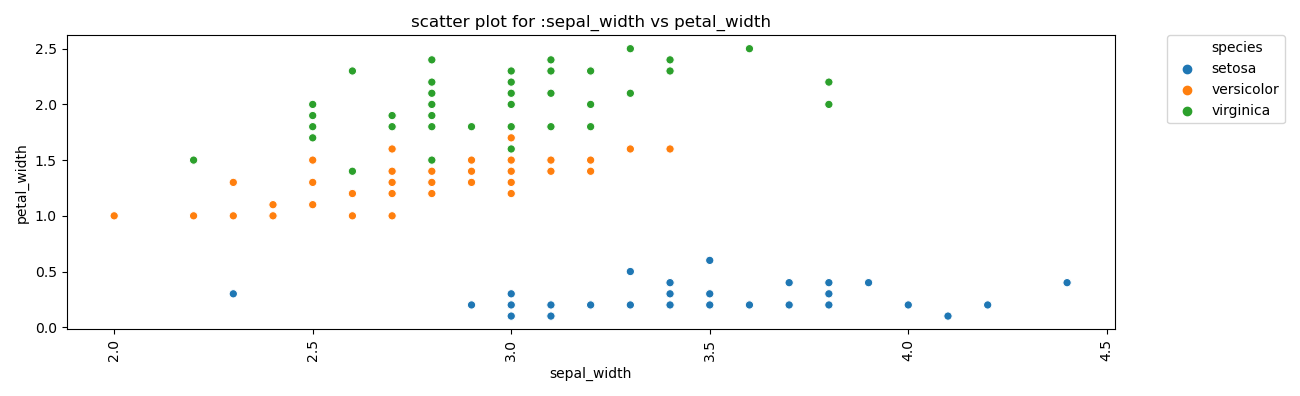 scatter plot for :sepal_width vs petal_width
species
setosa
versicolor
virginica
petal_width
2.5
2.0
1.5
1.0
0.5
0.0
2.0
2.5
3.0
3.5
4.0
4.5
sepal_width